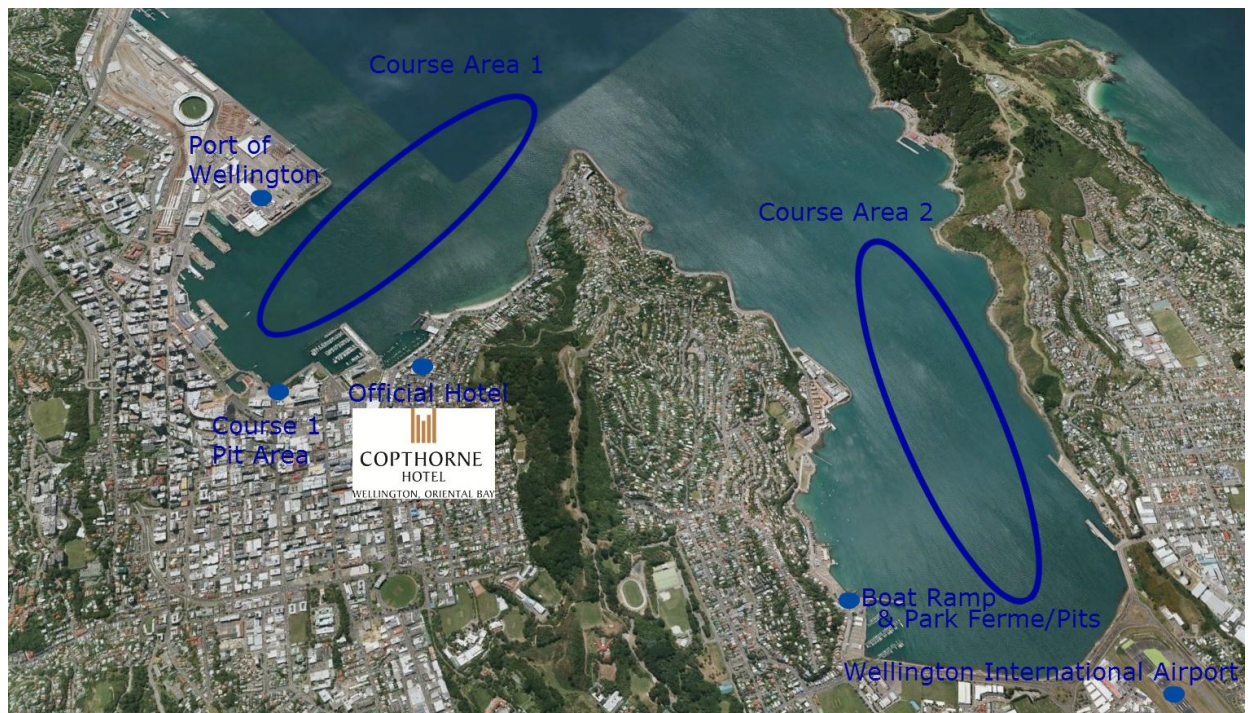 Course Area 1
Port of
Wellington
Course Area 2
Official Hotel
Course 1
Pit Area
COPTHORNE
HOTEL
WELLINGTON, ORIENTAL BAY
Boat Ramp
& Park Ferme/Pits
Wellington International Airport